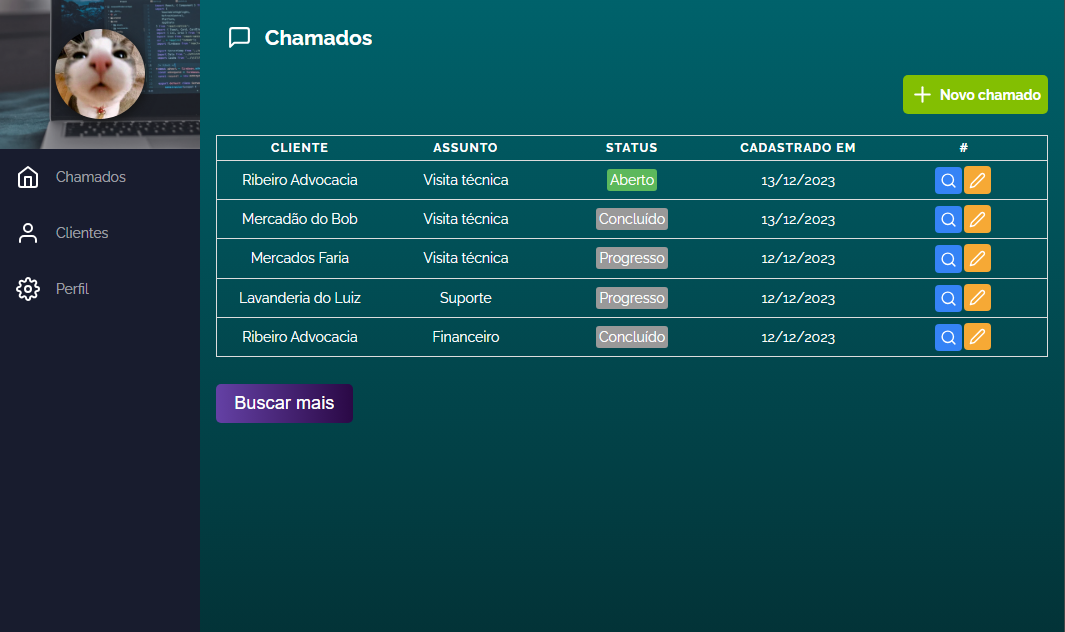 Chamados
Novo chamado
Chamados
Clientes
Perfil
CLIENTE ASSUNTO STATUS CADASTRADO EM #
Ribeiro Advocacia Visita técnica Aberto 13/12/2023
Mercadão do Bob Visita técnica Concluído 13/12/2023
Mercados Faria Visita técnica Progresso 12/12/2023
Lavanderia do Luiz Suporte Progresso 12/12/2023
Ribeiro Advocacia Financeiro Concluído 12/12/2023
Buscar mais